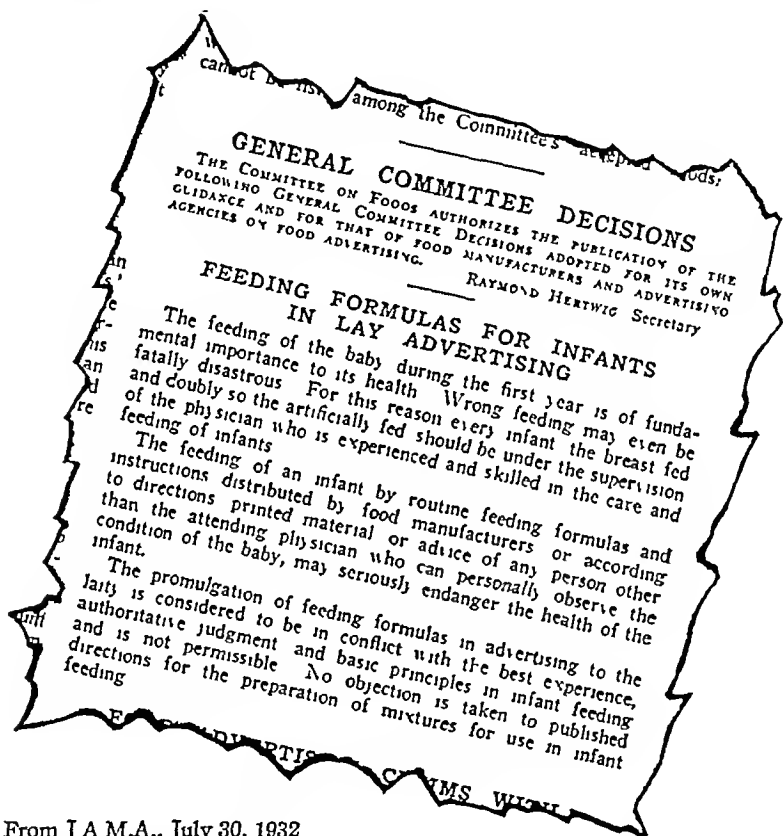 cannot be
among the Committee's accepted
GENERAL COMMITTEE DECISIONS
THE COMMITTEE ON FOODS AUTHORIZES THE PUBLICATION OF THE
FOLLOWING GENERAL COMMITTEE DECISIONS ADOPTED FOR ITS OWN
GUIDANCE AND FOR THAT OF FOOD MANUFACTURERS AND ADVERTISING
AGENCIES ON FOOD ADVERTISING.
RAYMOND HERTWIG Secretary
FEEDING FORMULAS FOR INFANTS
IN LAY ADVERTISING
The feeding of the baby during the first year is of funda-
mental importance to its health Wrong feeding may even be
fatally disastrous For this reason every infant the breast fed
and doubly so the artificially fed should be under the supervision
of the physician who is experienced and skilled in the care and
feeding of infants
The feeding of an infant by routine feeding formulas and
instructions distributed by food manufacturers or according
to directions printed material or advice of any person other
than the attending physician who can personally observe the
condition of the baby, may seriously endanger the health of the
infant.
The promulgation of feeding formulas in advertising to the
laity is considered to be in conflict with the best experience,
authoritative judgment and basic principles in infant feeding
and is not permissible No objection is taken to published
directions for the preparation of mixtures for use in infant
feeding
WITH
From J.A.M.A., July 30, 1932